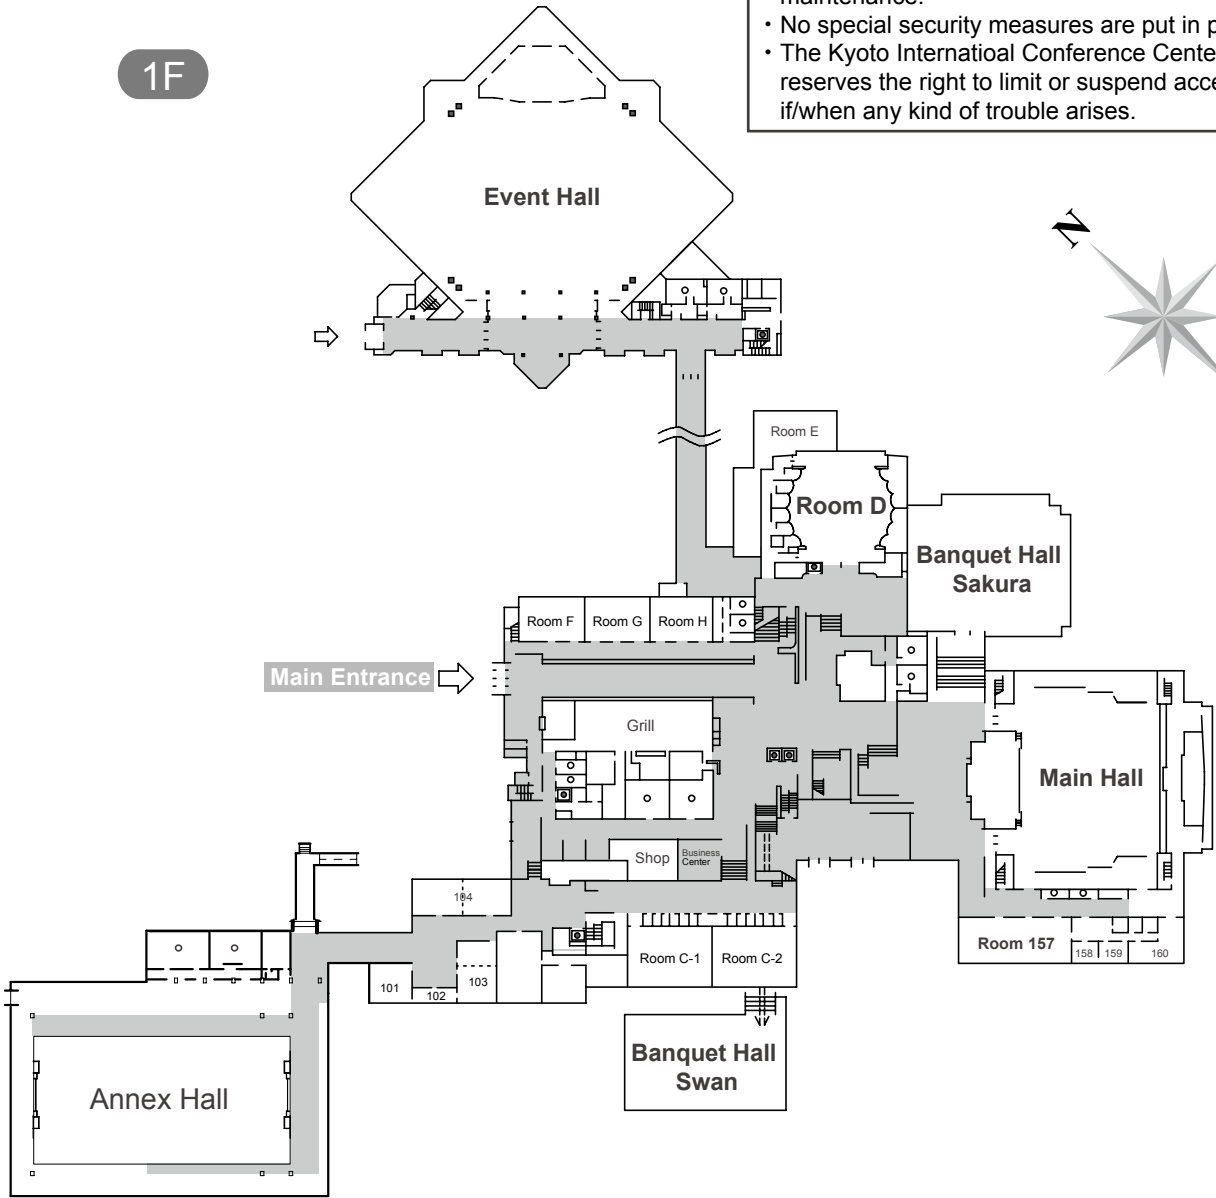 maintenance.
・No special security measures are put in p
・The Kyoto Internatioal Conference Cente
reserves the right to limit or suspend acce
if/when any kind of trouble arises.
1F
Event Hall
N
Room E
Room D
Banquet Hall
Sakura
Room F
Room G
Room H
Main Entrance
Grill
Main Hall
Shop
Business
Center
104
Room C-1
Room C-2
Room 157
158
159
160
101
102
103
Banquet Hall
Swan
Annex Hall